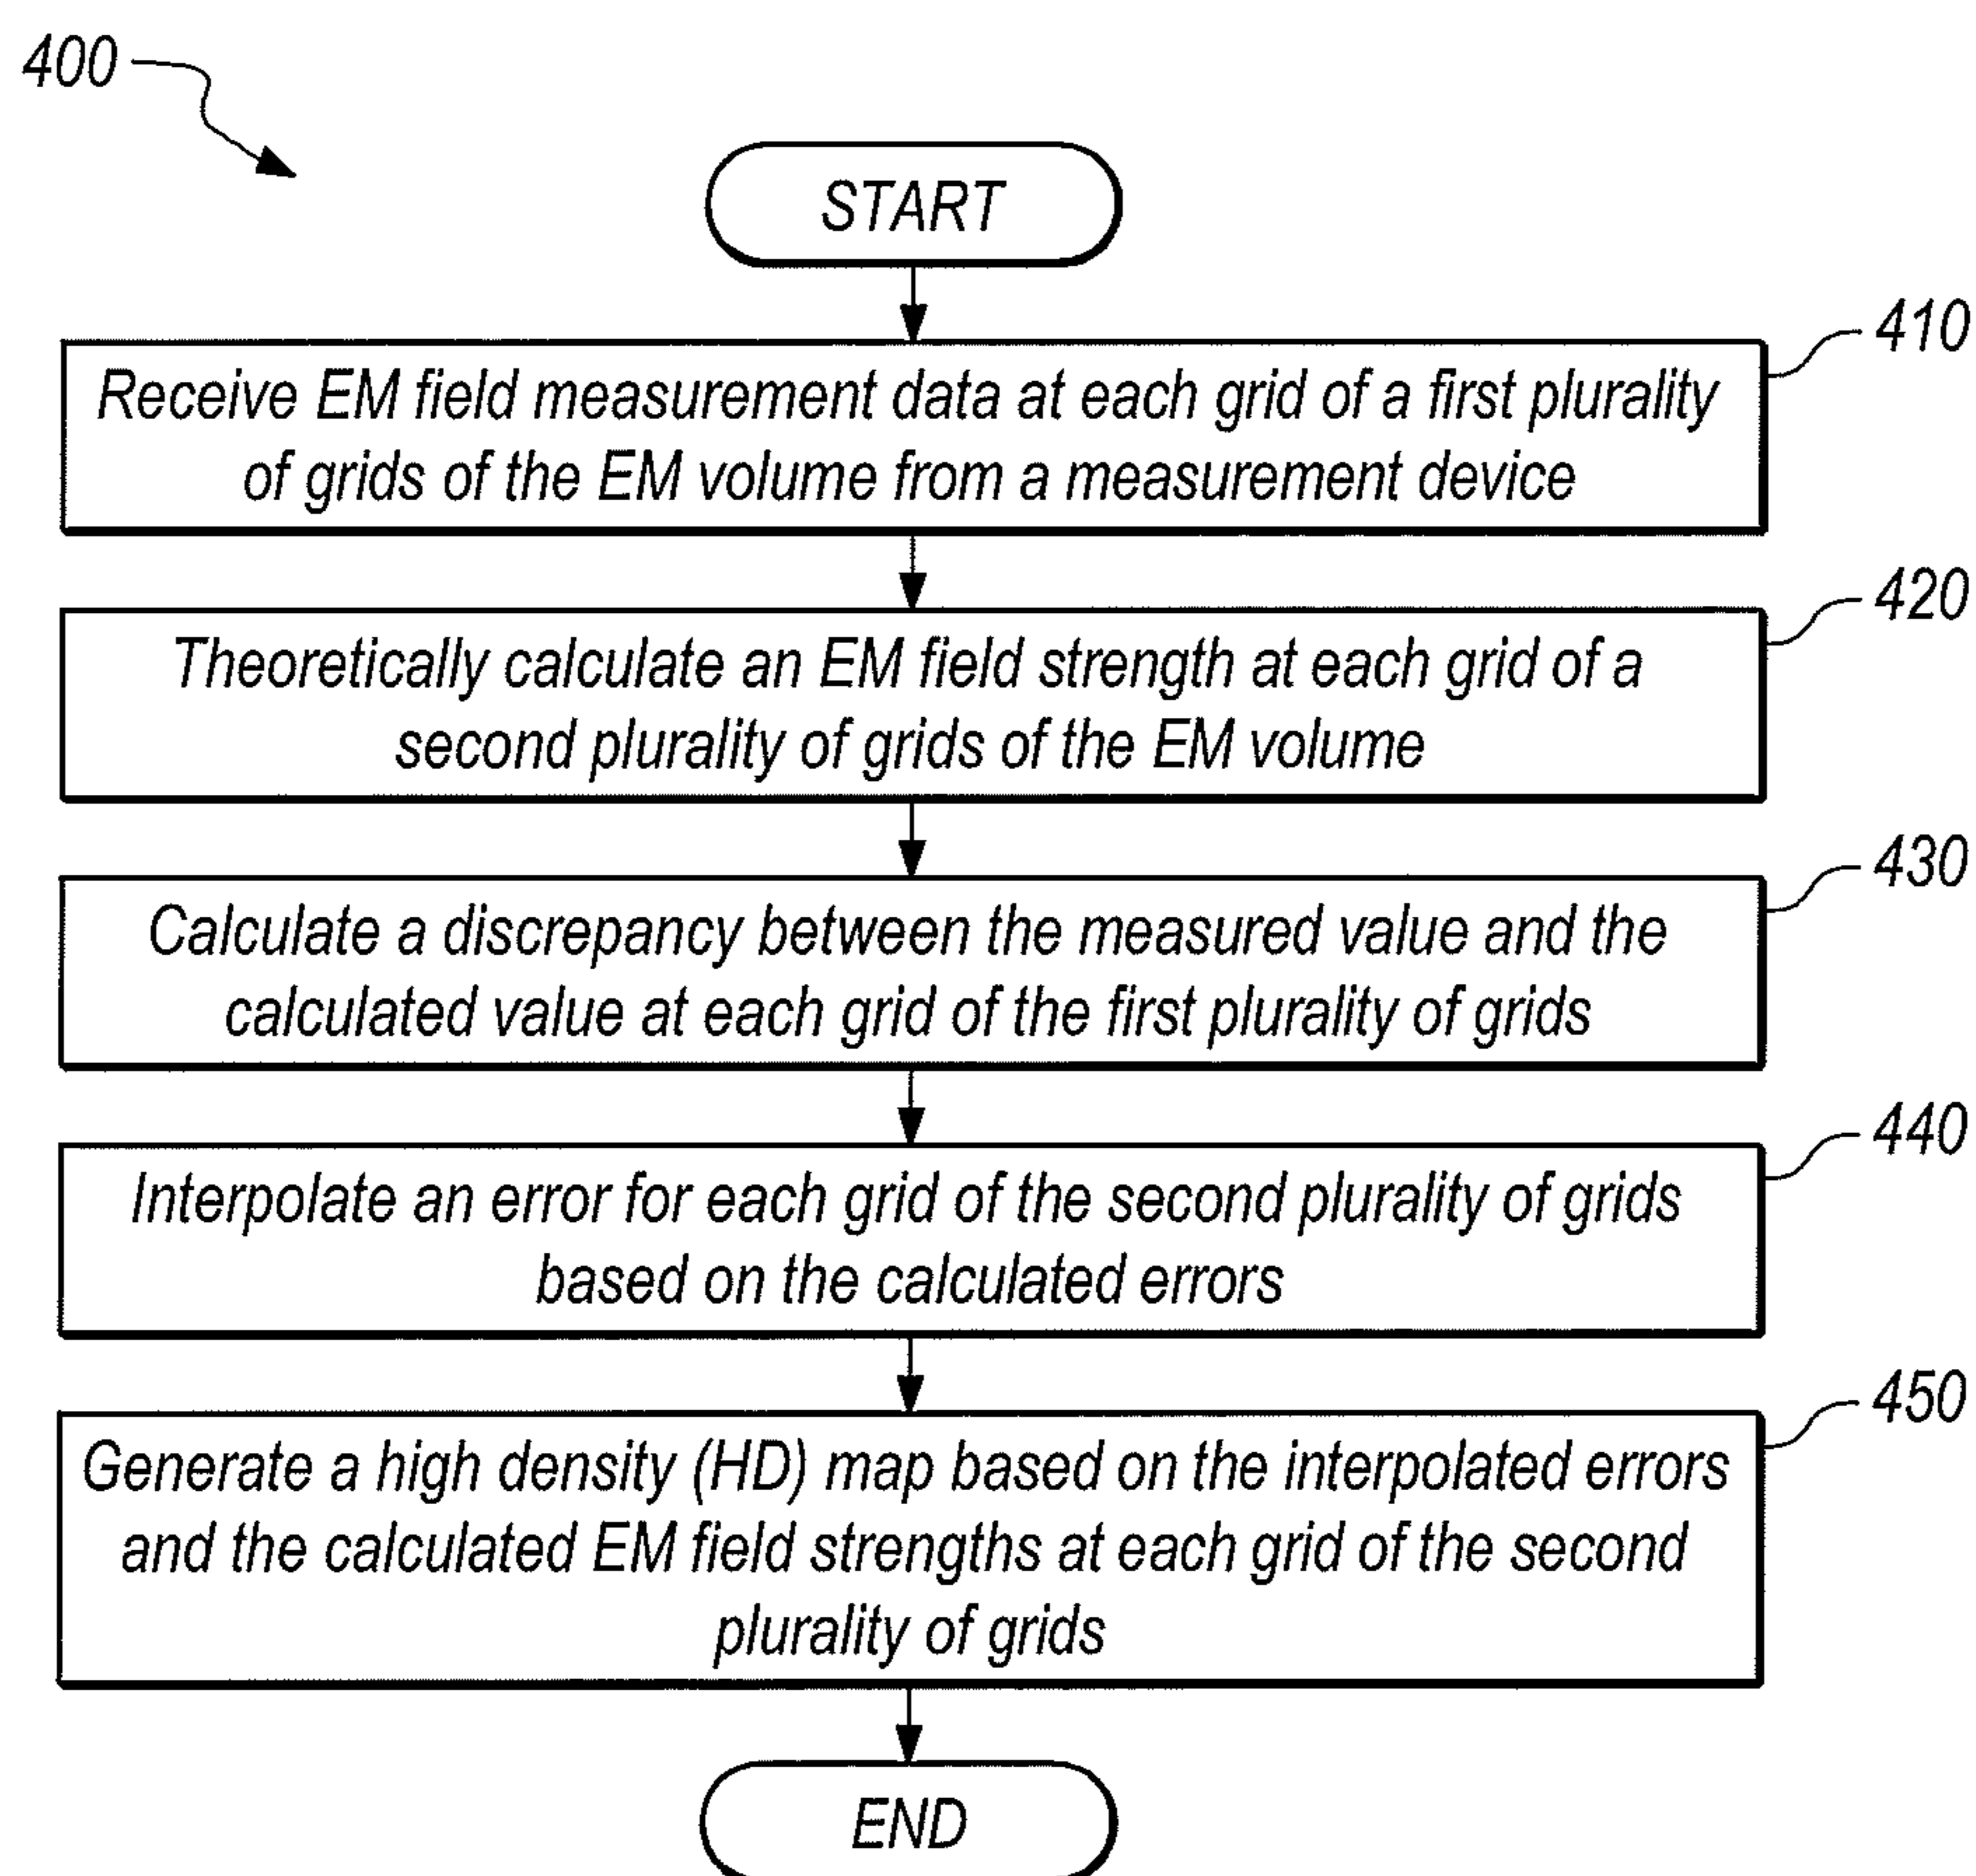 400
START
410
Receive EM field measurement data at each grid of a first plurality
of grids of the EM volume from a measurement device
420
Theoretically calculate an EM field strength at each grid of a
second plurality of grids of the EM volume
430
Calculate a discrepancy between the measured value and the
calculated value at each grid of the first plurality of grids
440
Interpolate an error for each grid of the second plurality of grids
based on the calculated errors
450
Generate a high density (HD) map based on the interpolated errors
and the calculated EM field strengths at each grid of the second
plurality of grids
END